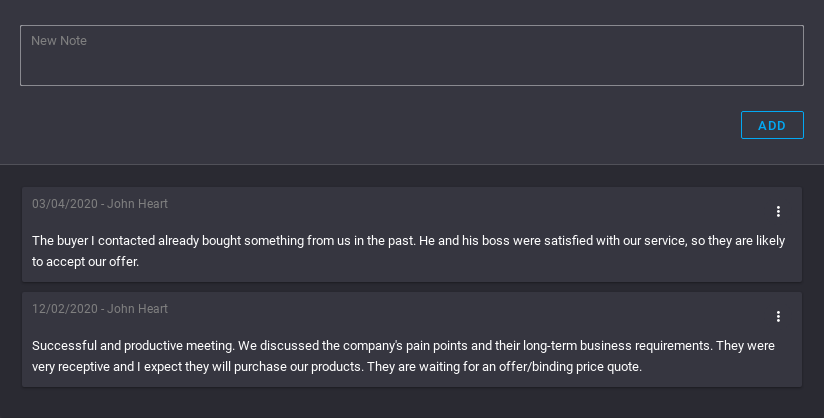 New Note
ADD
03/04/2020 - John Heart
The buyer I contacted already bought something from us in the past. He and his boss were satisfied with our service, so they are likely
to accept our offer.
12/02/2020 - John Heart
Successful and productive meeting. We discussed the company's pain points and their long-term business requirements. They were
very receptive and I expect they will purchase our products. They are waiting for an offer/binding price quote.